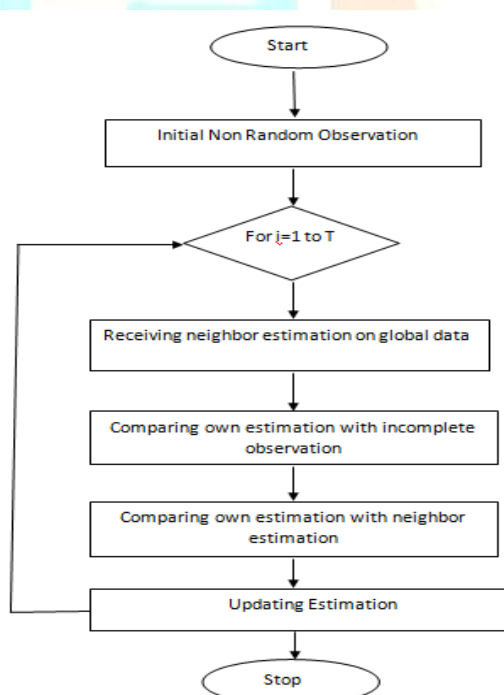 Start
Initial Non Random Observation
For i=1 to T
Receiving neighbor estimation on global data
Comparing own estimation with incomplete
observation
Comparing own estimation with neighbor
estimation
Updating Estimation
Stop